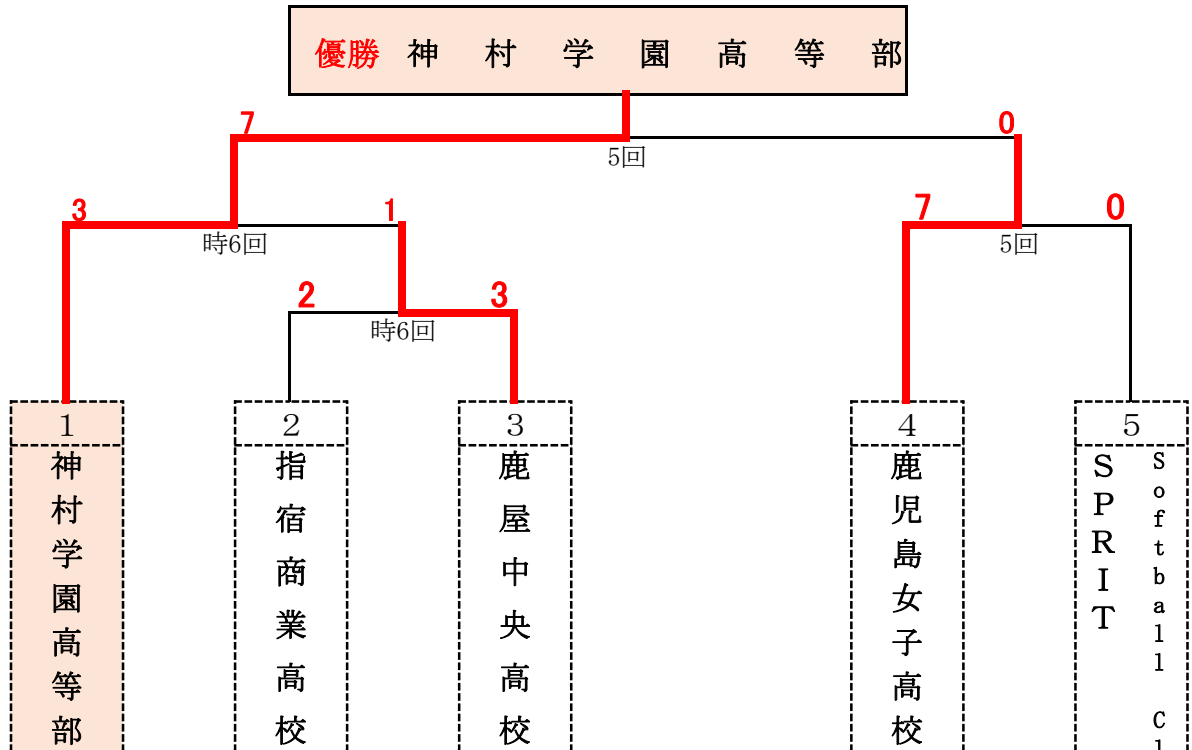 優勝 神村学園高等部
7
0
5回
3
1
7
0
時6回
5回
2
3
時6回
1
2
3
4
5
神村学園高等部
指宿商業高校
鹿屋中央高校
鹿児島女子高校
Softball
SPRIT